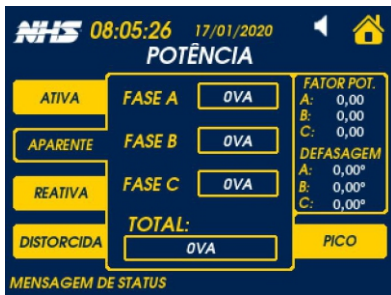 NHS 08:05:26 17/01/2020
POTÊNCIA
ATIVA
APARENTE
REATIVA
DISTORCIDA
FASE A 0VA
FASE B 0VA
FASE C 0VA
TOTAL:
0VA
FATOR POT.
A: 0,00
B: 0,00
C: 0,00
DEFASAGEM
A: 0,00°
B: 0,00°
C: 0,00°
PICO
MENSAGEM DE STATUS